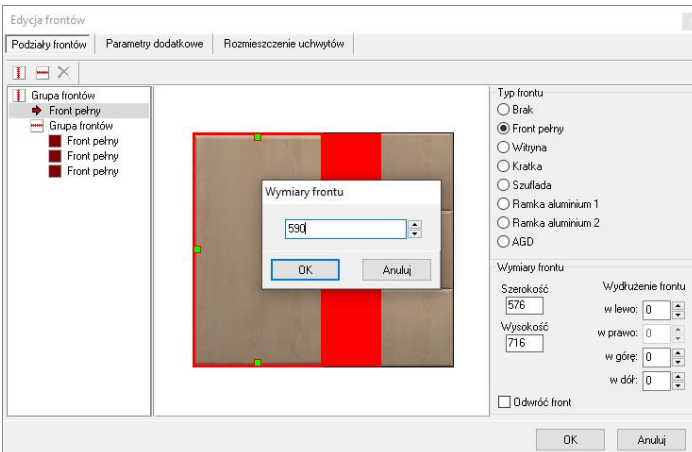 Edycja frontów
Podziały frontów Parametry dodatkowe Rozmieszczenie uchwytów
Grupa frontów
Front pełny
Grupa frontów
Front pełny
Front pełny
Front pełny
Wymiary frontu
590
OK Anuluj
Typ frontu
Brak
Front pełny
Witryna
Kratka
Szuflada
Ramka aluminium 1
Ramka aluminium 2
AGD
Wymiary frontu
Szerokość
576
Wysokość
716
Wydłużenie frontu
w lewo: 0
w prawo: 0
w górę: 0
w dół: 0
Odwróć front
OK Anuluj